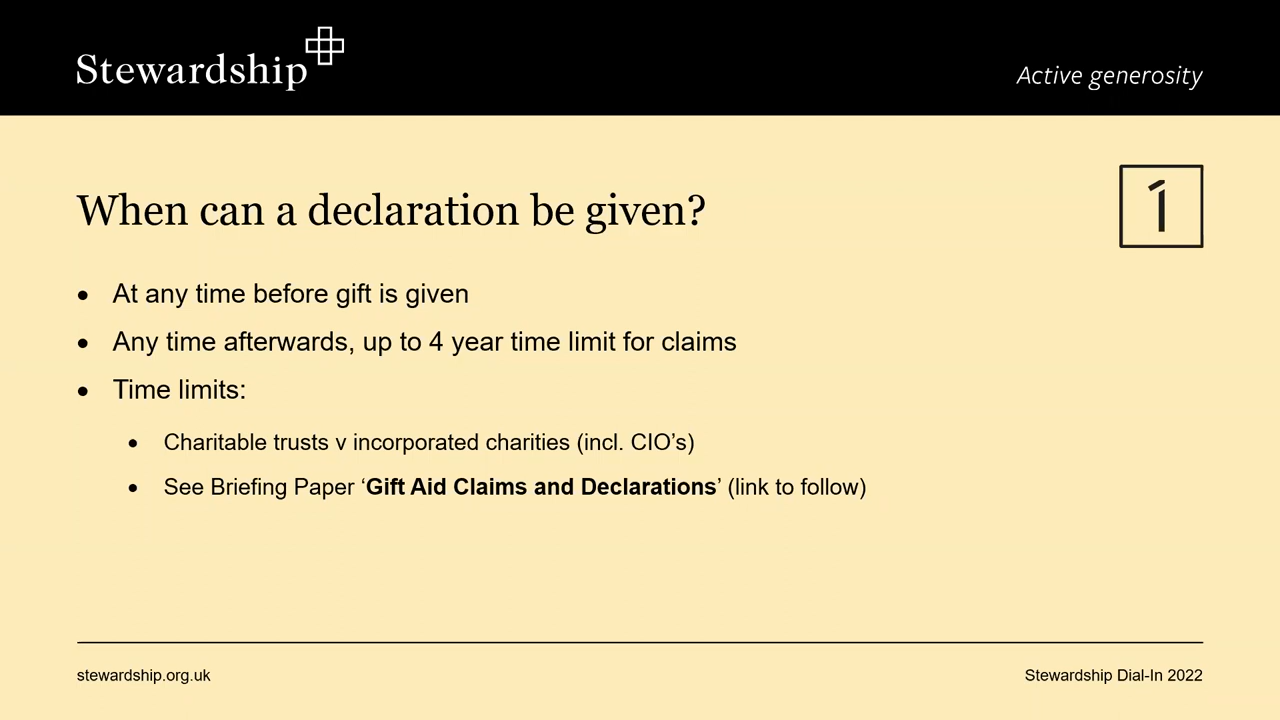 Stewardship
Active generosity
When can a declaration be given?
1
• At any time before gift is given
• Any time afterwards, up to 4 year time limit for claims
• Time limits:
• Charitable trusts v incorporated charities (incl. CIO’s)
• See Briefing Paper ‘Gift Aid Claims and Declarations’ (link to follow)
stewardship.org.uk
Stewardship Dial-In 2022